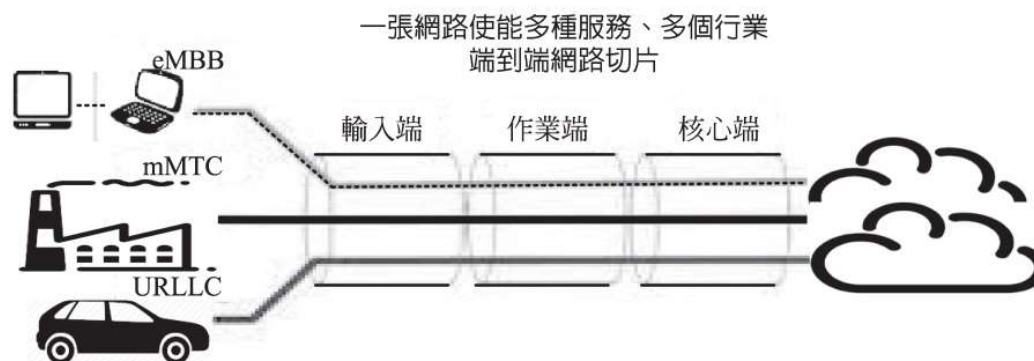 一張網路使能多種服務、多個行業
端到端網路切片
eMBB
輸入端
作業端
核心端
mMTC
URLLC